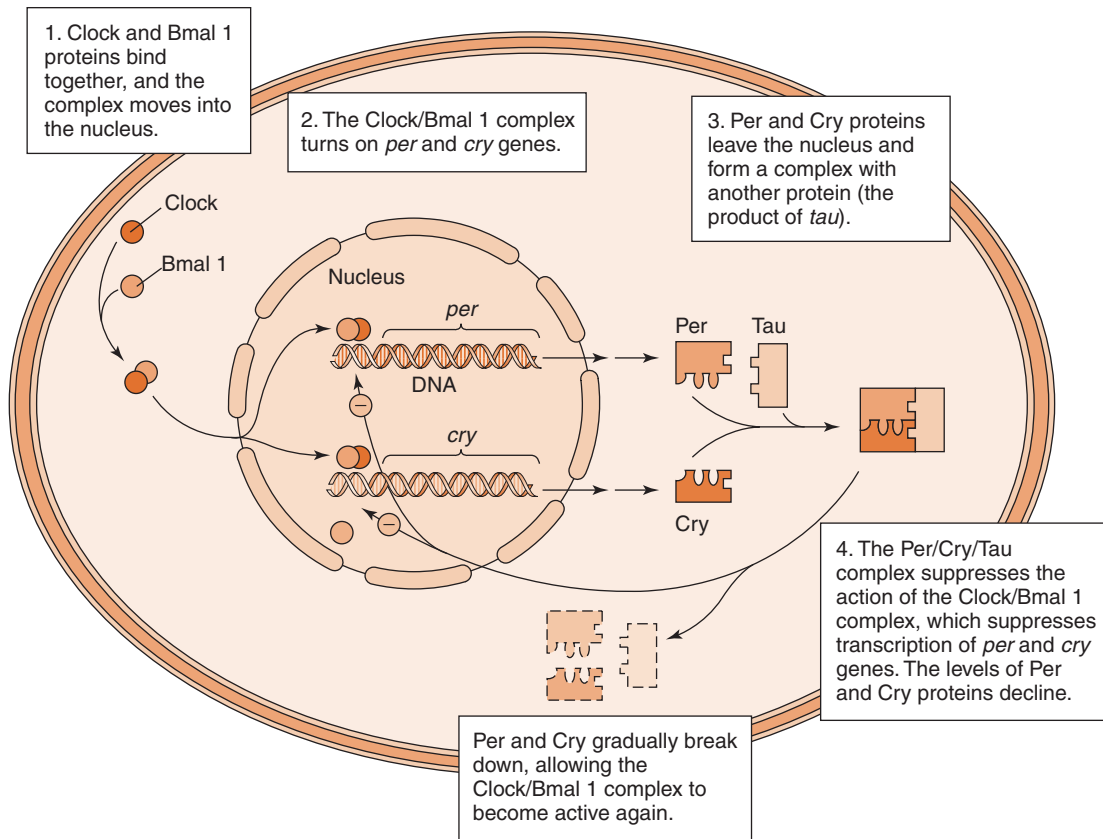 1. Clock and Bmal 1
proteins bind
together, and the
complex moves into
the nucleus.
2. The Clock/Bmal 1 complex
turns on per and cry genes.
3. Per and Cry proteins
leave the nucleus and
form a complex with
another protein (the
product of tau).
Clock
Bmal 1
Nucleus
per
DNA
cry
Per
Tau
Cry
–
–
4. The Per/Cry/Tau
complex suppresses the
action of the Clock/Bmal 1
complex, which suppresses
transcription of per and cry
genes. The levels of Per
and Cry proteins decline.
Per and Cry gradually break
down, allowing the
Clock/Bmal 1 complex to
become active again.